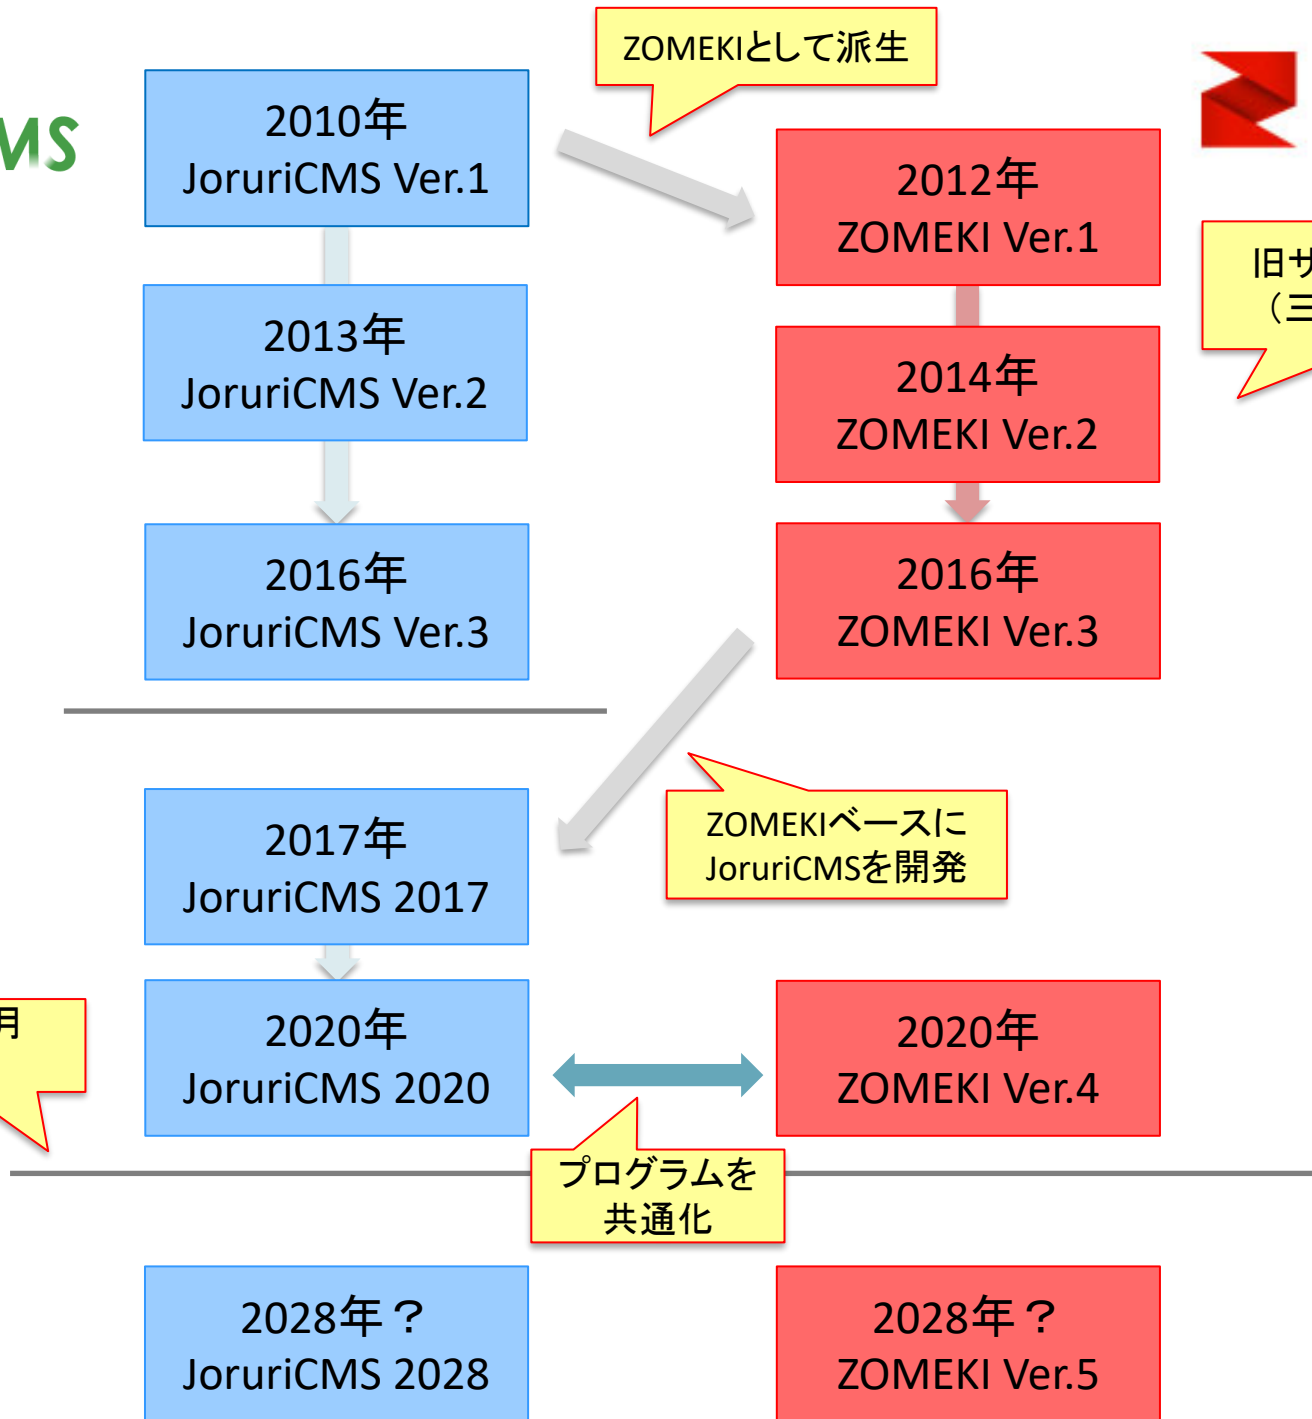 ZOMEKIとして派生
MS
2010年
JoruriCMS Ver.1
2012年
ZOMEKI Ver.1
旧サ
（三
2013年
JoruriCMS Ver.2
2014年
ZOMEKI Ver.2
2016年
JoruriCMS Ver.3
2016年
ZOMEKI Ver.3
2017年
JoruriCMS 2017
ZOMEKIベースに
JoruriCMSを開発
月
2020年
JoruriCMS 2020
2020年
ZOMEKI Ver.4
プログラムを
共通化
2028年？
JoruriCMS 2028
2028年？
ZOMEKI Ver.5